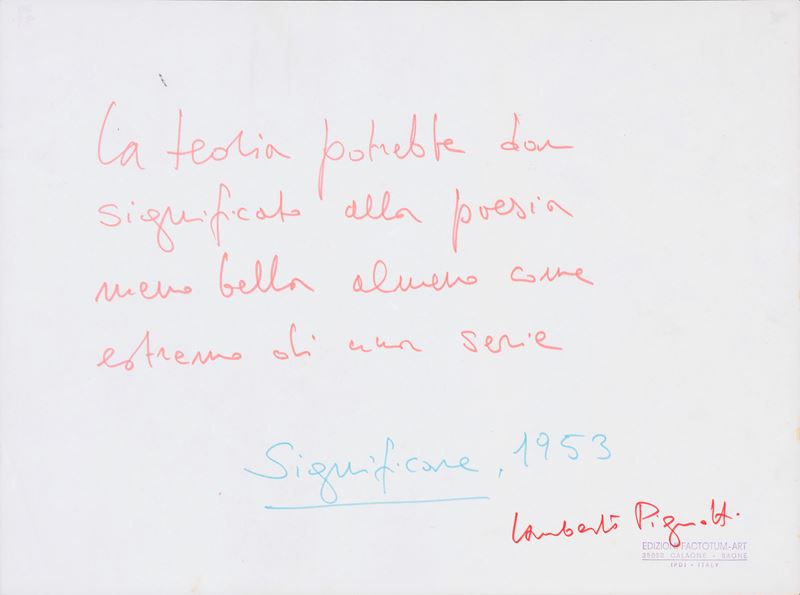 La teoria potrebbe dar
significato alla poesia
meno bella almeno come
estremo di una serie
Significare, 1953
Lamberto Pignotti.
EDIZIONI FACTOTUM-ART
35030 CALAONE - BAONE
(PD) - ITALY